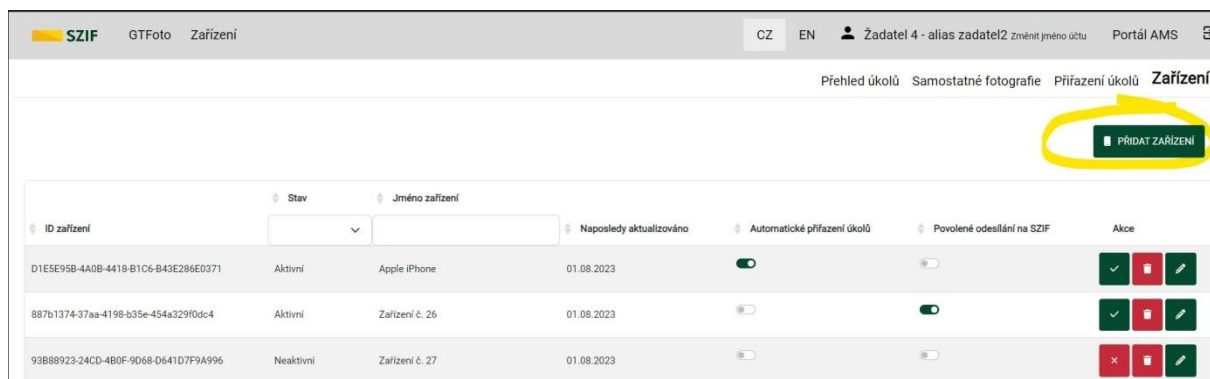 SZIF GTFoto Zařízení CZ EN Žadatel 4 - alias zadatel2 Změnit jméno účtu Portál AMS
Přehled úkolů Samostatné fotografie Přiřazení úkolů Zařízení
PŘIDAT ZAŘÍZENÍ
Stav Jméno zařízení
ID zařízení Naposledy aktualizováno Automatické přiřazení úkolů Povolené odesílání na SZIF Akce
D1E5E95B-4A0B-4418-B1C6-B43E286E0371 Aktivní Apple iPhone 01.08.2023
887b1374-37aa-4198-b35e-454a329f0dc4 Aktivní Zařízení č. 26 01.08.2023
93B88923-24CD-4B0F-9D68-D641D7F9A996 Neaktivní Zařízení č. 27 01.08.2023